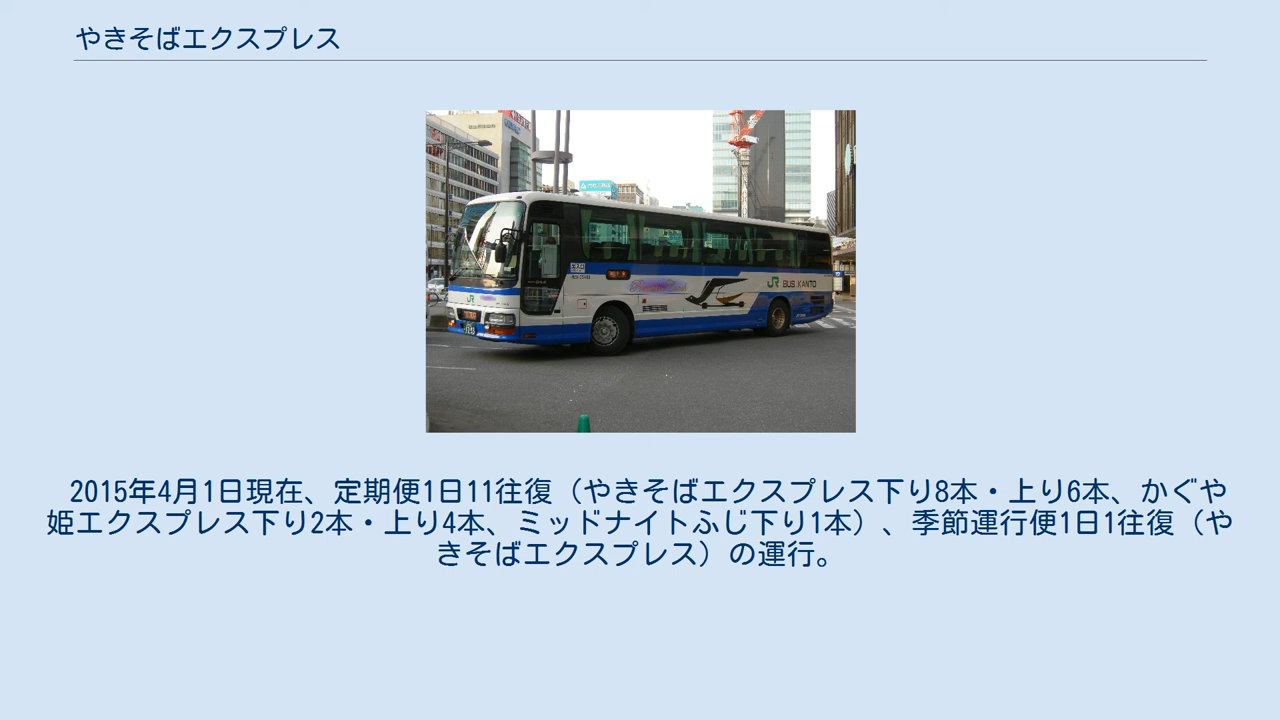 やきそばエクスプレス
JR BUS KANTO
JR
2015年4月1日現在、定期便1日11往復（やきそばエクスプレス下り8本・上り6本、かぐや
姫エクスプレス下り2本・上り4本、ミッドナイトふじ下り1本）、季節運行便1日1往復（や
きそばエクスプレス）の運行。